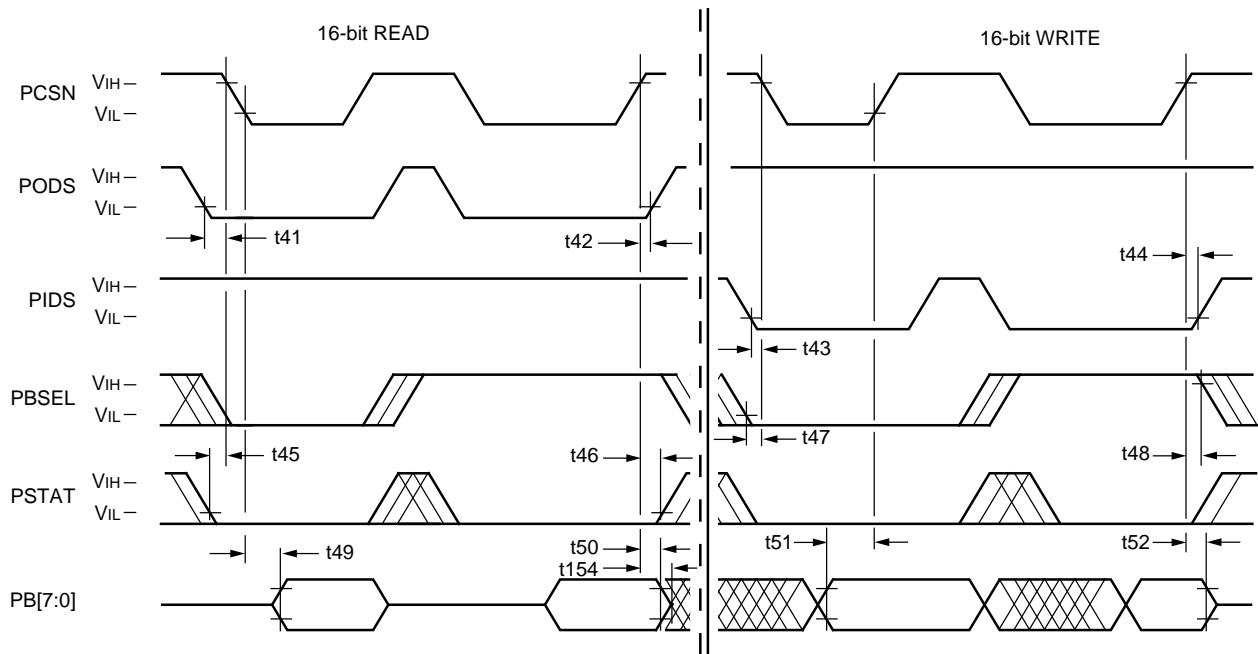 16-bit READ
16-bit WRITE
PCSN
VIH
VIL
PODS
VIH
VIL
t41
t42
t44
PIDS
VIH
VIL
t43
PBSEL
VIH
VIL
t45
t46
t47
t48
PSTAT
VIH
VIL
t49
t50
t154
t51
t52
PB[7:0]